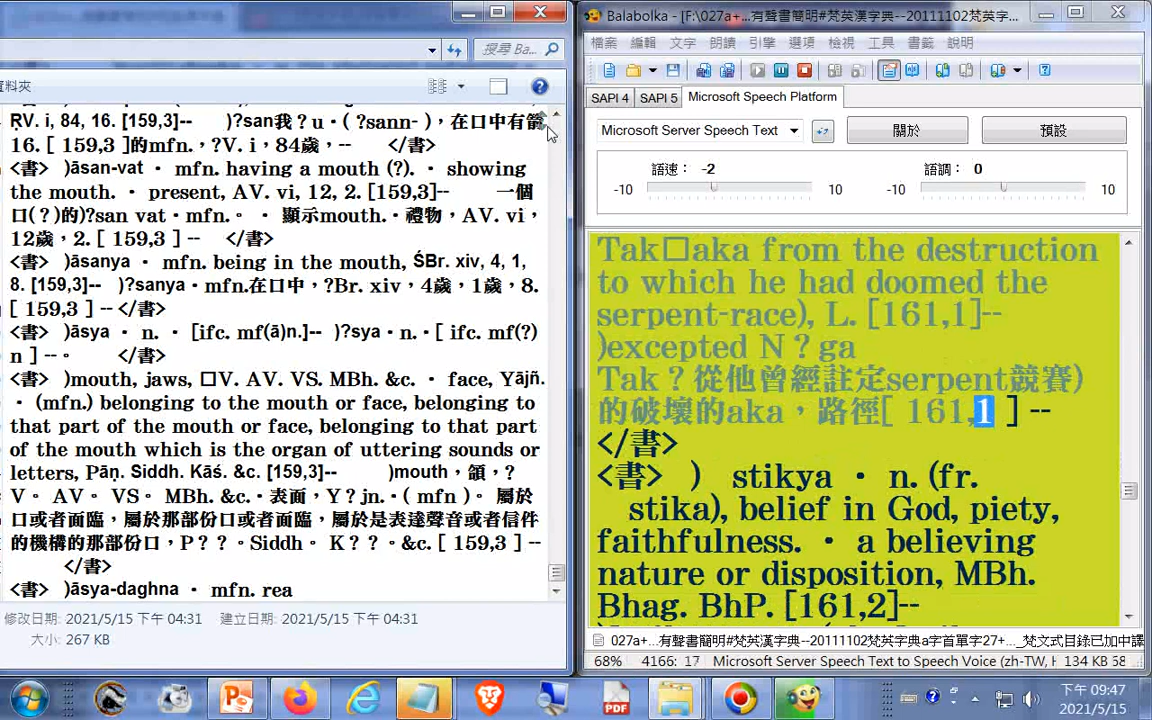 搜尋 Ba...
資料夾
ṚV. i, 84, 16. [159,3]-- )?san我？u・( ?sann- )，在口中有箭
16. [ 159,3 ]的mfn.，?V. i，84歲，-- </書>
<書> )āsan-vat・mfn. having a mouth (?).・showing
the mouth.・present, AV. vi, 12, 2. [159,3]-- 一個
口(？)的)?san vat・mfn.。・顯示mouth.・禮物，AV. vi，
12歲，2. [ 159,3 ] -- </書>
<書> )āsanya・mfn. being in the mouth, ŚBr. xiv, 4, 1,
8. [159,3]-- )?sanya・mfn.在口中，?Br. xiv，4歲，1歲，8.
[ 159,3 ] -- </書>
<書> )āsya・n.・[ifc. mf(ā)n.]-- )?sya・n.・[ ifc. mf(?)
n ] --。 </書>
<書> )mouth, jaws, □V. AV. VS. MBh. &c.・face, Yājñ.
・(mfn.) belonging to the mouth or face, belonging to
that part of the mouth or face, belonging to that part
of the mouth which is the organ of uttering sounds or
letters, Pāṇ. Siddh. Kāś. &c. [159,3]-- )mouth，頜，?
V。 AV。 VS。 MBh. &c.・表面，Y？jn.・( mfn )。屬於
口或者面臨，屬於那部份口或者面臨，屬於是表達聲音或者信件
的機構的那部份口，P？？。Siddh。 K？？。&c. [ 159,3 ] --
</書>
<書> )āsya-daghna・mfn. rea
修改日期: 2021/5/15 下午 04:31 建立日期: 2021/5/15 下午 04:31
大小: 267 KB
Balabolka - [F:\027a+...有聲書簡明#梵英漢字典--20111102梵英字...
檔案 編輯 文字 朗讀 引擎 選項 檢視 工具 書籤 說明
SAPI 4 SAPI 5 Microsoft Speech Platform
Microsoft Server Speech Text 關於 預設
語速： -2 語調： 0
-10 10 -10 10
Tak□aka from the destruction
to which he had doomed the
serpent-race), L. [161,1]--
)excepted N？ga
Tak？從他曾經註定serpent競賽)
的破壞的aka，路徑[ 161,1 ] --
</書>
<書> ) stikya・n. (fr.
stika), belief in God, piety,
faithfulness.・a believing
nature or disposition, MBh.
Bhag. BhP. [161,2]--
027a+...有聲書簡明#梵英漢字典--20111102梵英字典a字首單字27+..._梵文式目錄已加中譯
68% 4166: 17 Microsoft Server Speech Text to Speech Voice (zh-TW, H 134 KB 58
下午 09:47
2021/5/15